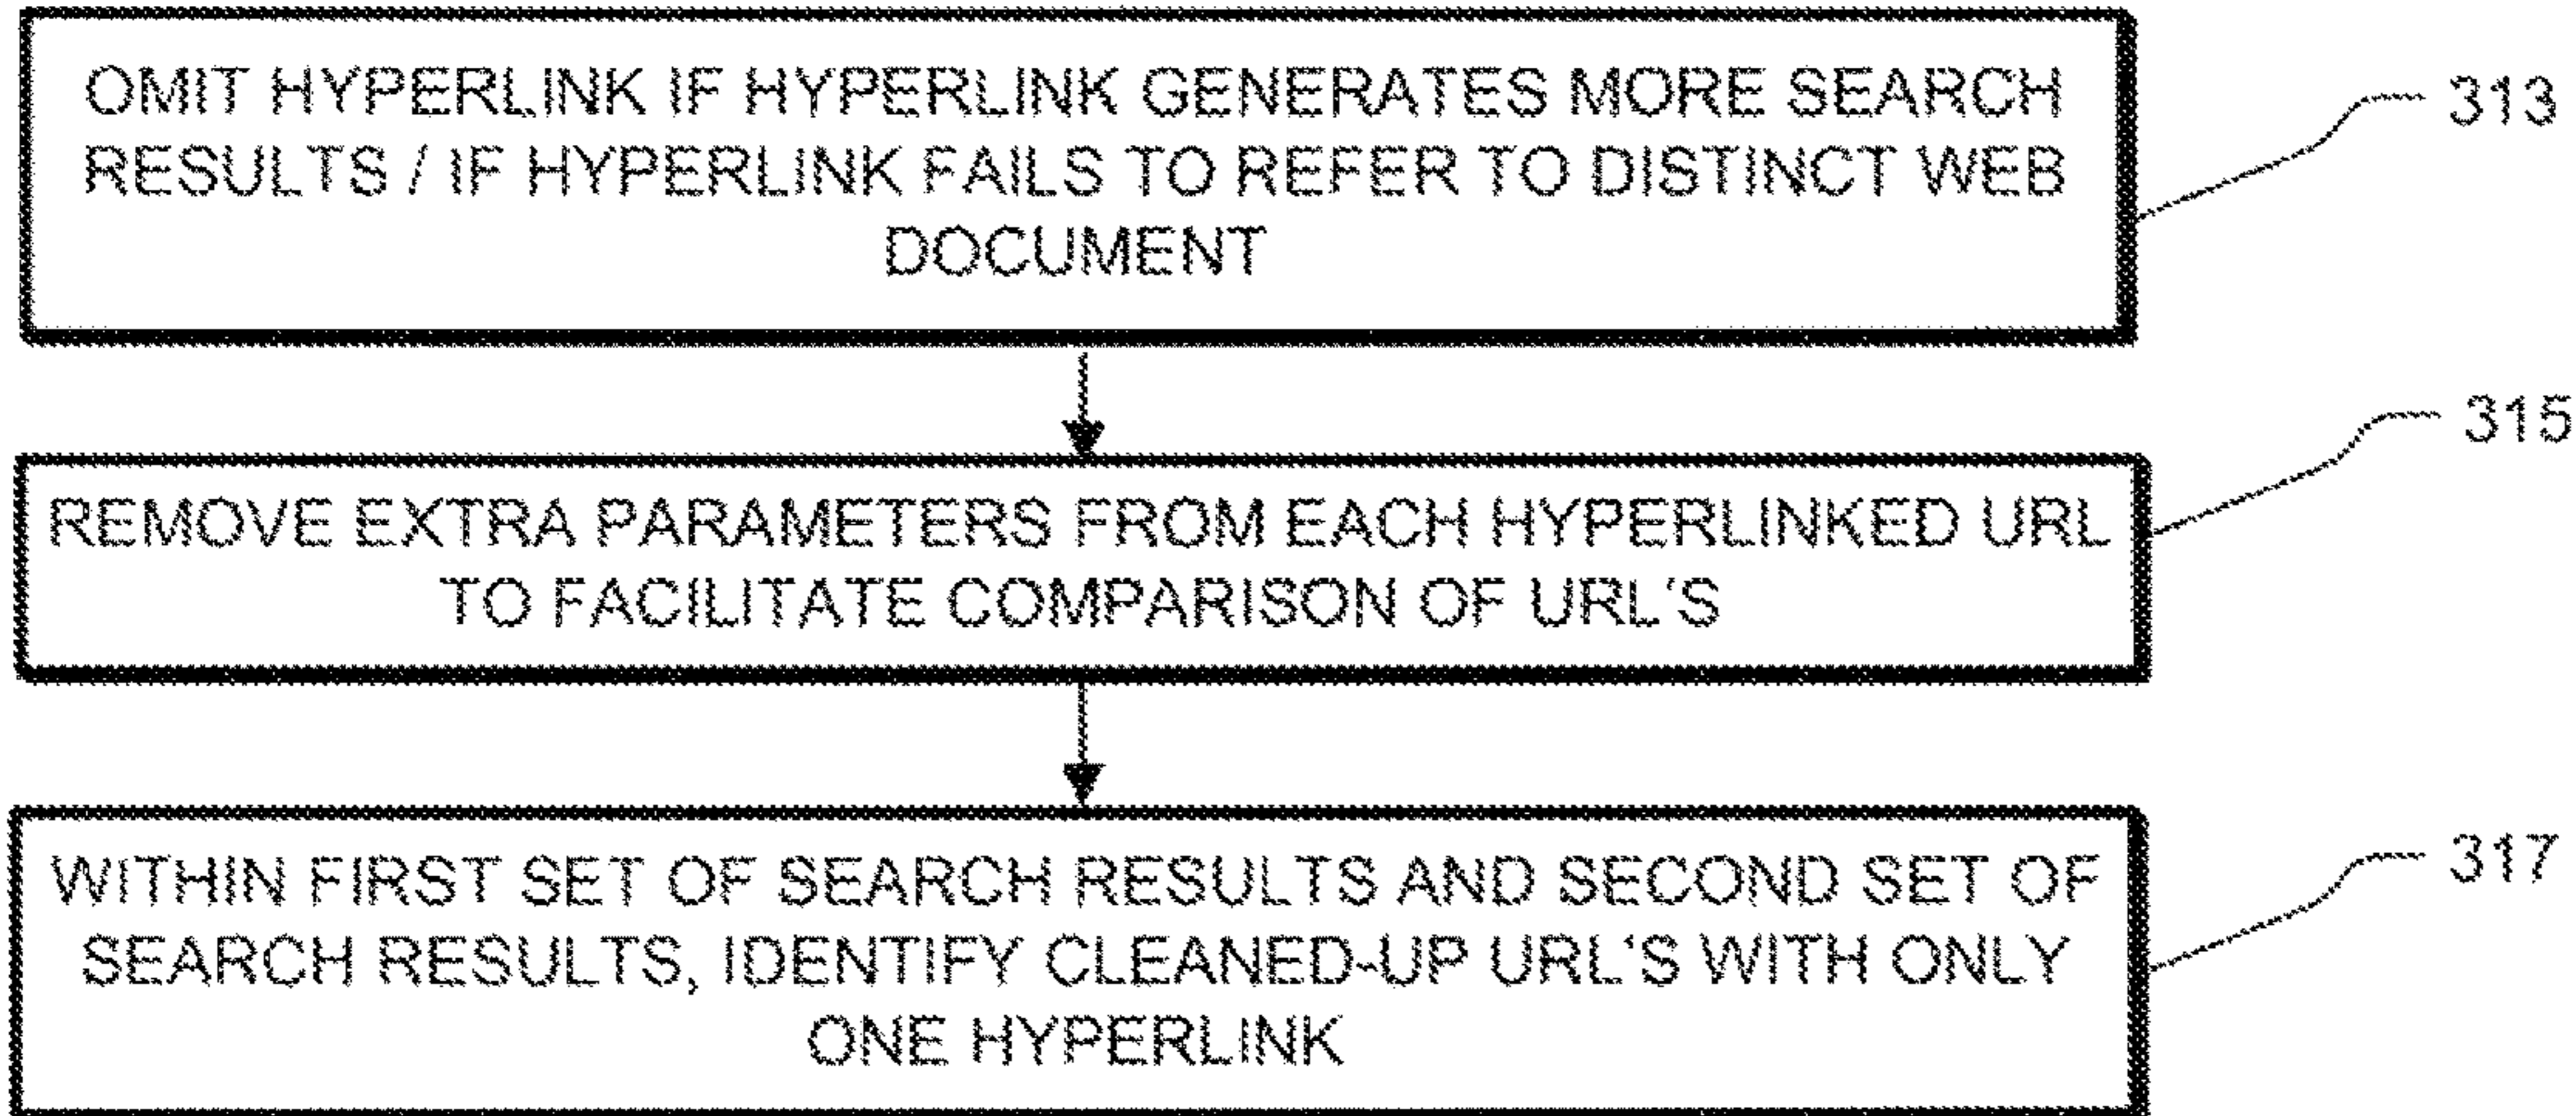 OMIT HYPERLINK IF HYPERLINK GENERATES MORE SEARCH
RESULTS / IF HYPERLINK FAILS TO REFER TO DISTINCT WEB
DOCUMENT
313
315
REMOVE EXTRA PARAMETERS FROM EACH HYPERLINKED URL
TO FACILITATE COMPARISON OF URL'S
WITHIN FIRST SET OF SEARCH RESULTS AND SECOND SET OF
SEARCH RESULTS, IDENTIFY CLEANED-UP URL'S WITH ONLY
ONE HYPERLINK
317